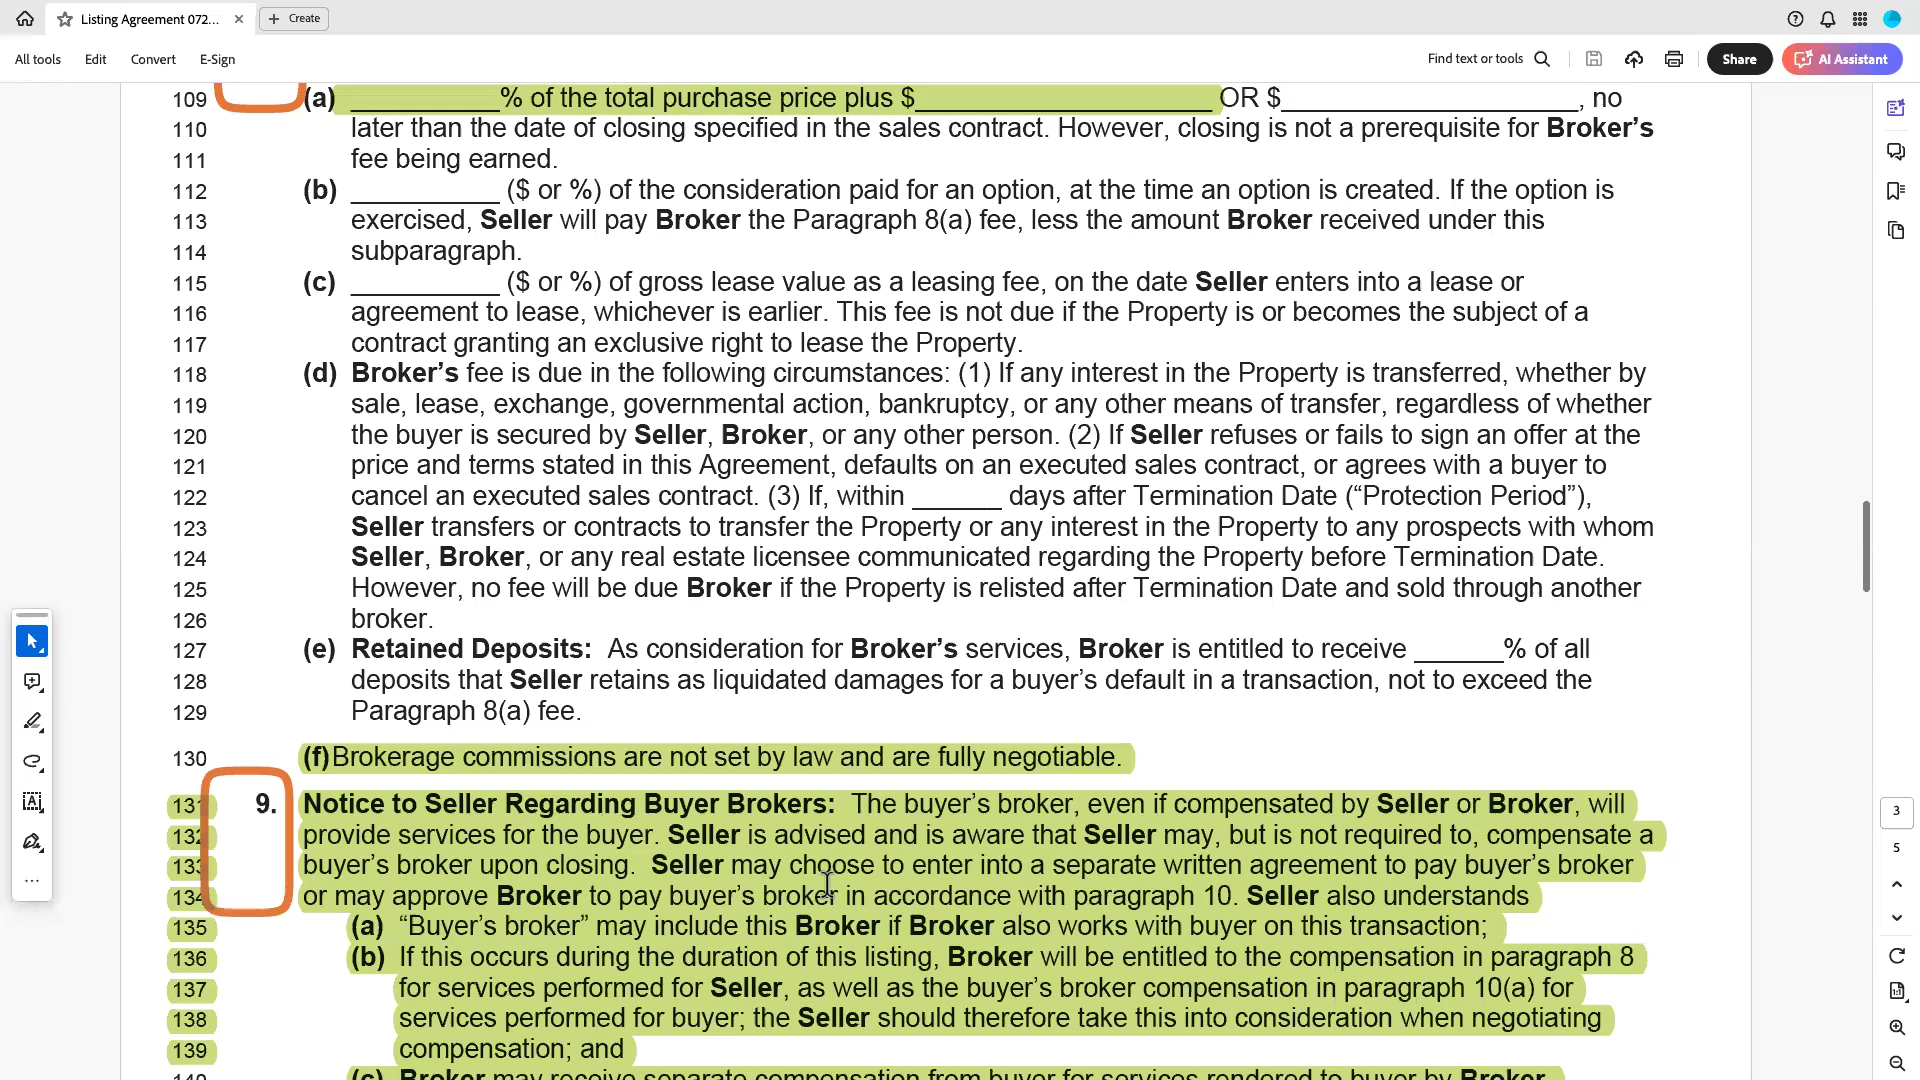 Listing Agreement 072...
Create
All tools
Edit
Convert
E-Sign
Find text or tools
Share
AI Assistant
109 (a) __________% of the total purchase price plus $____________________ OR $____________________, no
110 later than the date of closing specified in the sales contract. However, closing is not a prerequisite for Broker’s
111 fee being earned.
112 (b) __________ ($ or %) of the consideration paid for an option, at the time an option is created. If the option is
113 exercised, Seller will pay Broker the Paragraph 8(a) fee, less the amount Broker received under this
114 subparagraph.
115 (c) __________ ($ or %) of gross lease value as a leasing fee, on the date Seller enters into a lease or
116 agreement to lease, whichever is earlier. This fee is not due if the Property is or becomes the subject of a
117 contract granting an exclusive right to lease the Property.
118 (d) Broker’s fee is due in the following circumstances: (1) If any interest in the Property is transferred, whether by
119 sale, lease, exchange, governmental action, bankruptcy, or any other means of transfer, regardless of whether
120 the buyer is secured by Seller, Broker, or any other person. (2) If Seller refuses or fails to sign an offer at the
121 price and terms stated in this Agreement, defaults on an executed sales contract, or agrees with a buyer to
122 cancel an executed sales contract. (3) If, within ______ days after Termination Date (“Protection Period”),
123 Seller transfers or contracts to transfer the Property or any interest in the Property to any prospects with whom
124 Seller, Broker, or any real estate licensee communicated regarding the Property before Termination Date.
125 However, no fee will be due Broker if the Property is relisted after Termination Date and sold through another
126 broker.
127 (e) Retained Deposits: As consideration for Broker’s services, Broker is entitled to receive ______% of all
128 deposits that Seller retains as liquidated damages for a buyer’s default in a transaction, not to exceed the
129 Paragraph 8(a) fee.
130 (f)Brokerage commissions are not set by law and are fully negotiable.
131 9. Notice to Seller Regarding Buyer Brokers: The buyer’s broker, even if compensated by Seller or Broker, will
132 provide services for the buyer. Seller is advised and is aware that Seller may, but is not required to, compensate a
133 buyer’s broker upon closing. Seller may choose to enter into a separate written agreement to pay buyer’s broker
134 or may approve Broker to pay buyer’s broker in accordance with paragraph 10. Seller also understands
135 (a) “Buyer’s broker” may include this Broker if Broker also works with buyer on this transaction;
136 (b) If this occurs during the duration of this listing, Broker will be entitled to the compensation in paragraph 8
137 for services performed for Seller, as well as the buyer’s broker compensation in paragraph 10(a) for
138 services performed for buyer; the Seller should therefore take this into consideration when negotiating
139 compensation; and
140 (c) Broker may receive separate compensation from buyer for services rendered to buyer by Broker
3
5